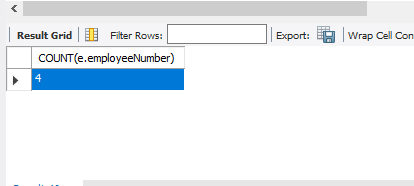 Result Grid Filter Rows: Export: Wrap Cell Con
COUNT(e.employeeNumber)
4